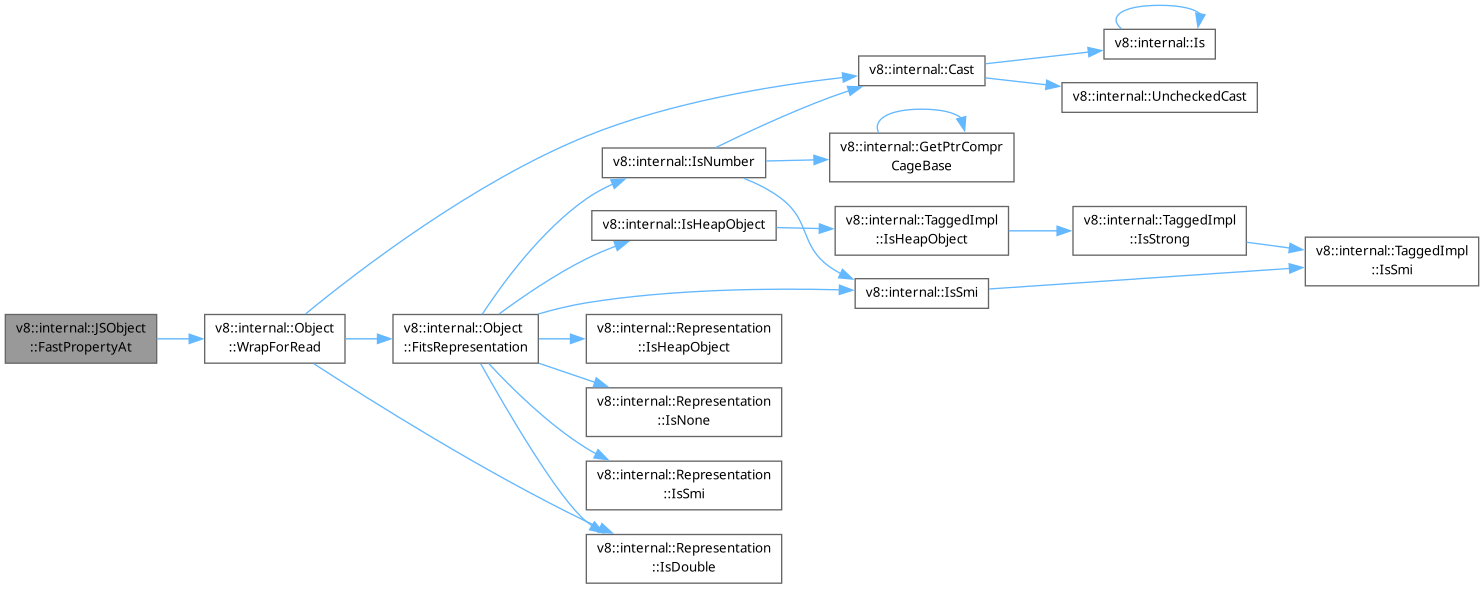 v8::internal::JSObject
::FastPropertyAt
v8::internal::Object
::WrapForRead
v8::internal::Object
::FitsRepresentation
v8::internal::IsNumber
v8::internal::IsHeapObject
v8::internal::Representation
::IsHeapObject
v8::internal::Representation
::IsNone
v8::internal::Representation
::IsSmi
v8::internal::Representation
::IsDouble
v8::internal::Cast
v8::internal::GetPtrCompr
CageBase
v8::internal::TaggedImpl
::IsHeapObject
v8::internal::IsSmi
v8::internal::Is
v8::internal::UncheckedCast
v8::internal::TaggedImpl
::IsStrong
v8::internal::TaggedImpl
::IsSmi